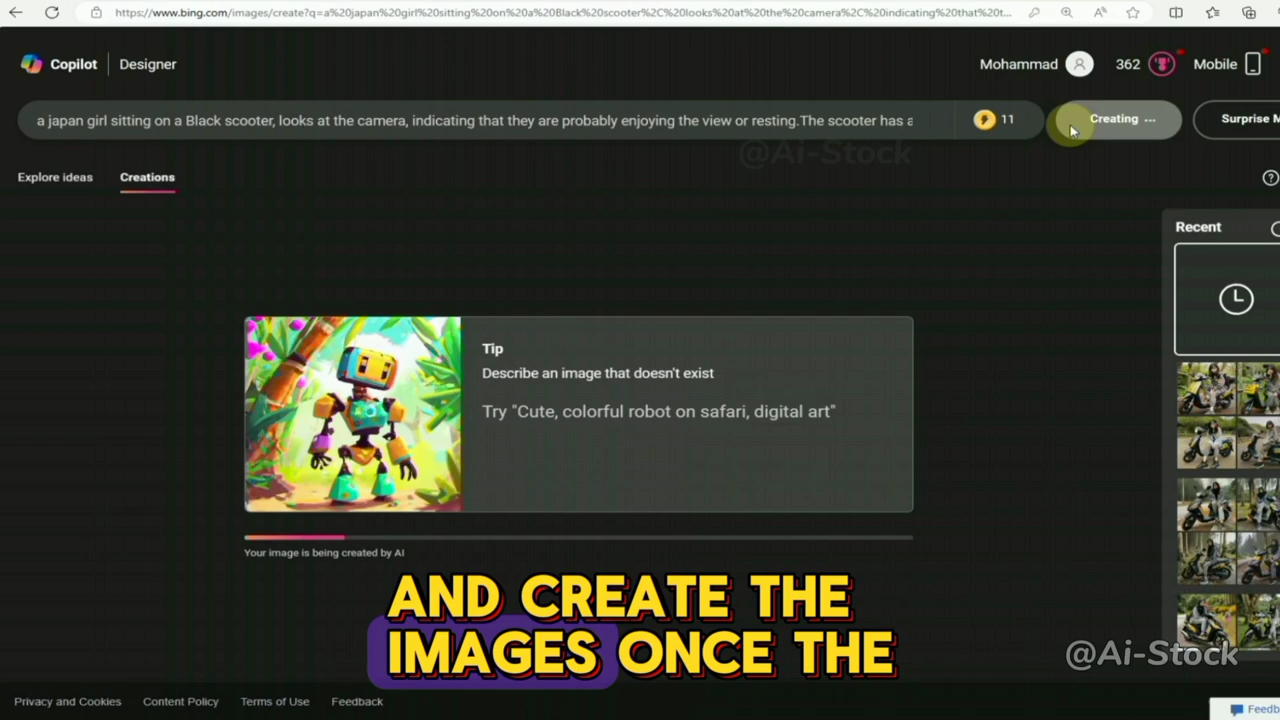 https://www.bing.com/images/create?q=a%20japan%20girl%20sitting%20on%20a%20Black%20scooter%2C%20looks%20at%20the%20camera%2C%20indicating%20that%20t...
Copilot | Designer
Mohammad
362
Mobile
a japan girl sitting on a Black scooter, looks at the camera, indicating that they are probably enjoying the view or resting.The scooter has a
11
Creating ...
Surprise M
@Ai-Stock
Explore ideas
Creations
Recent
Tip
Describe an image that doesn't exist
Try "Cute, colorful robot on safari, digital art"
Your image is being created by AI
AND CREATE THE
IMAGES ONCE THE
@Ai-Stock
Privacy and Cookies
Content Policy
Terms of Use
Feedback
Feedb